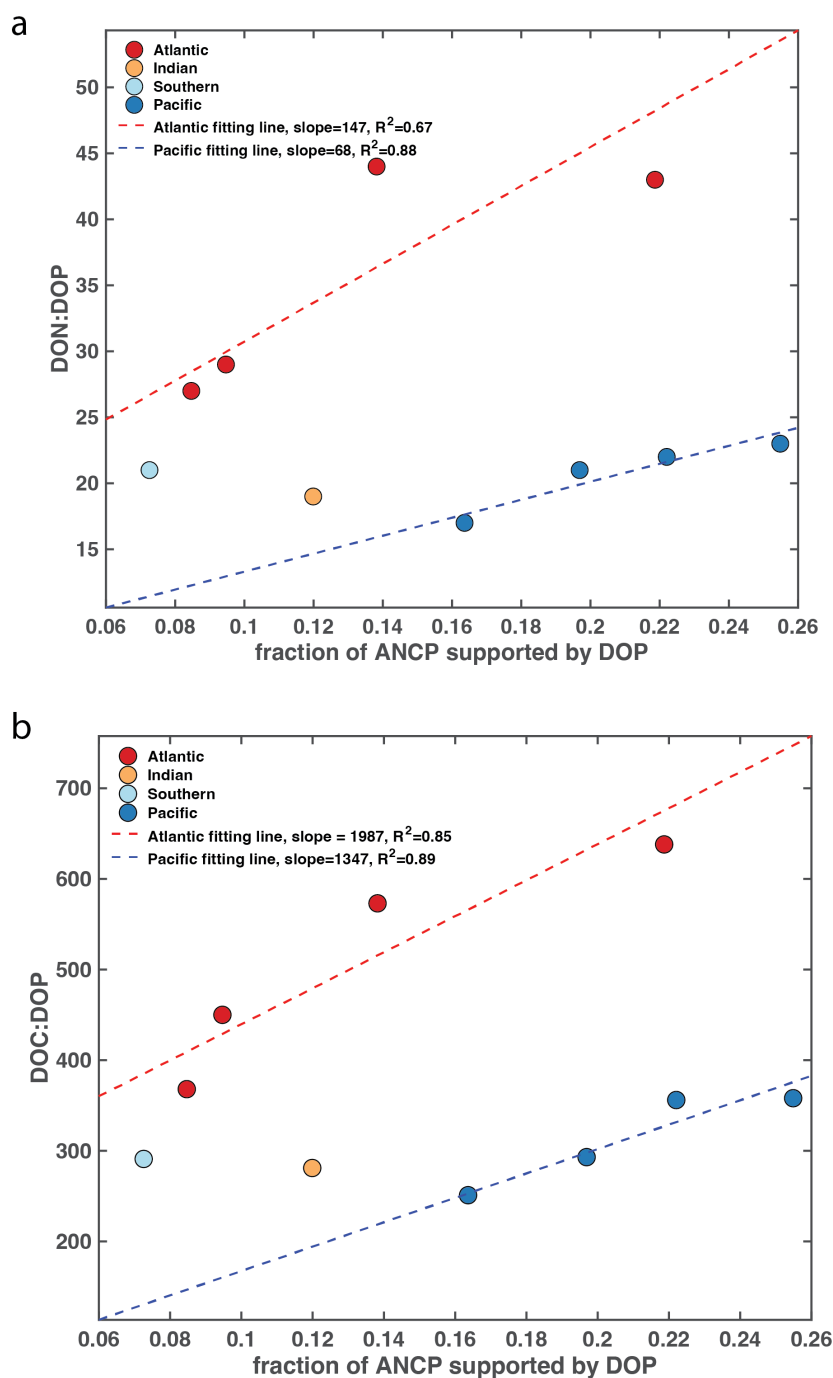 a
Atlantic
Indian
Southern
Pacific
Atlantic fitting line, slope=147, R²=0.67
Pacific fitting line, slope=68, R²=0.88
50
45
40
35
30
25
20
15
DON:DOP
0.06 0.08 0.1 0.12 0.14 0.16 0.18 0.2 0.22 0.24 0.26
fraction of ANCP supported by DOP
b
Atlantic
Indian
Southern
Pacific
Atlantic fitting line, slope = 1987, R²=0.85
Pacific fitting line, slope=1347, R²=0.89
700
600
500
400
300
200
DOC:DOP
0.06 0.08 0.1 0.12 0.14 0.16 0.18 0.2 0.22 0.24 0.26
fraction of ANCP supported by DOP